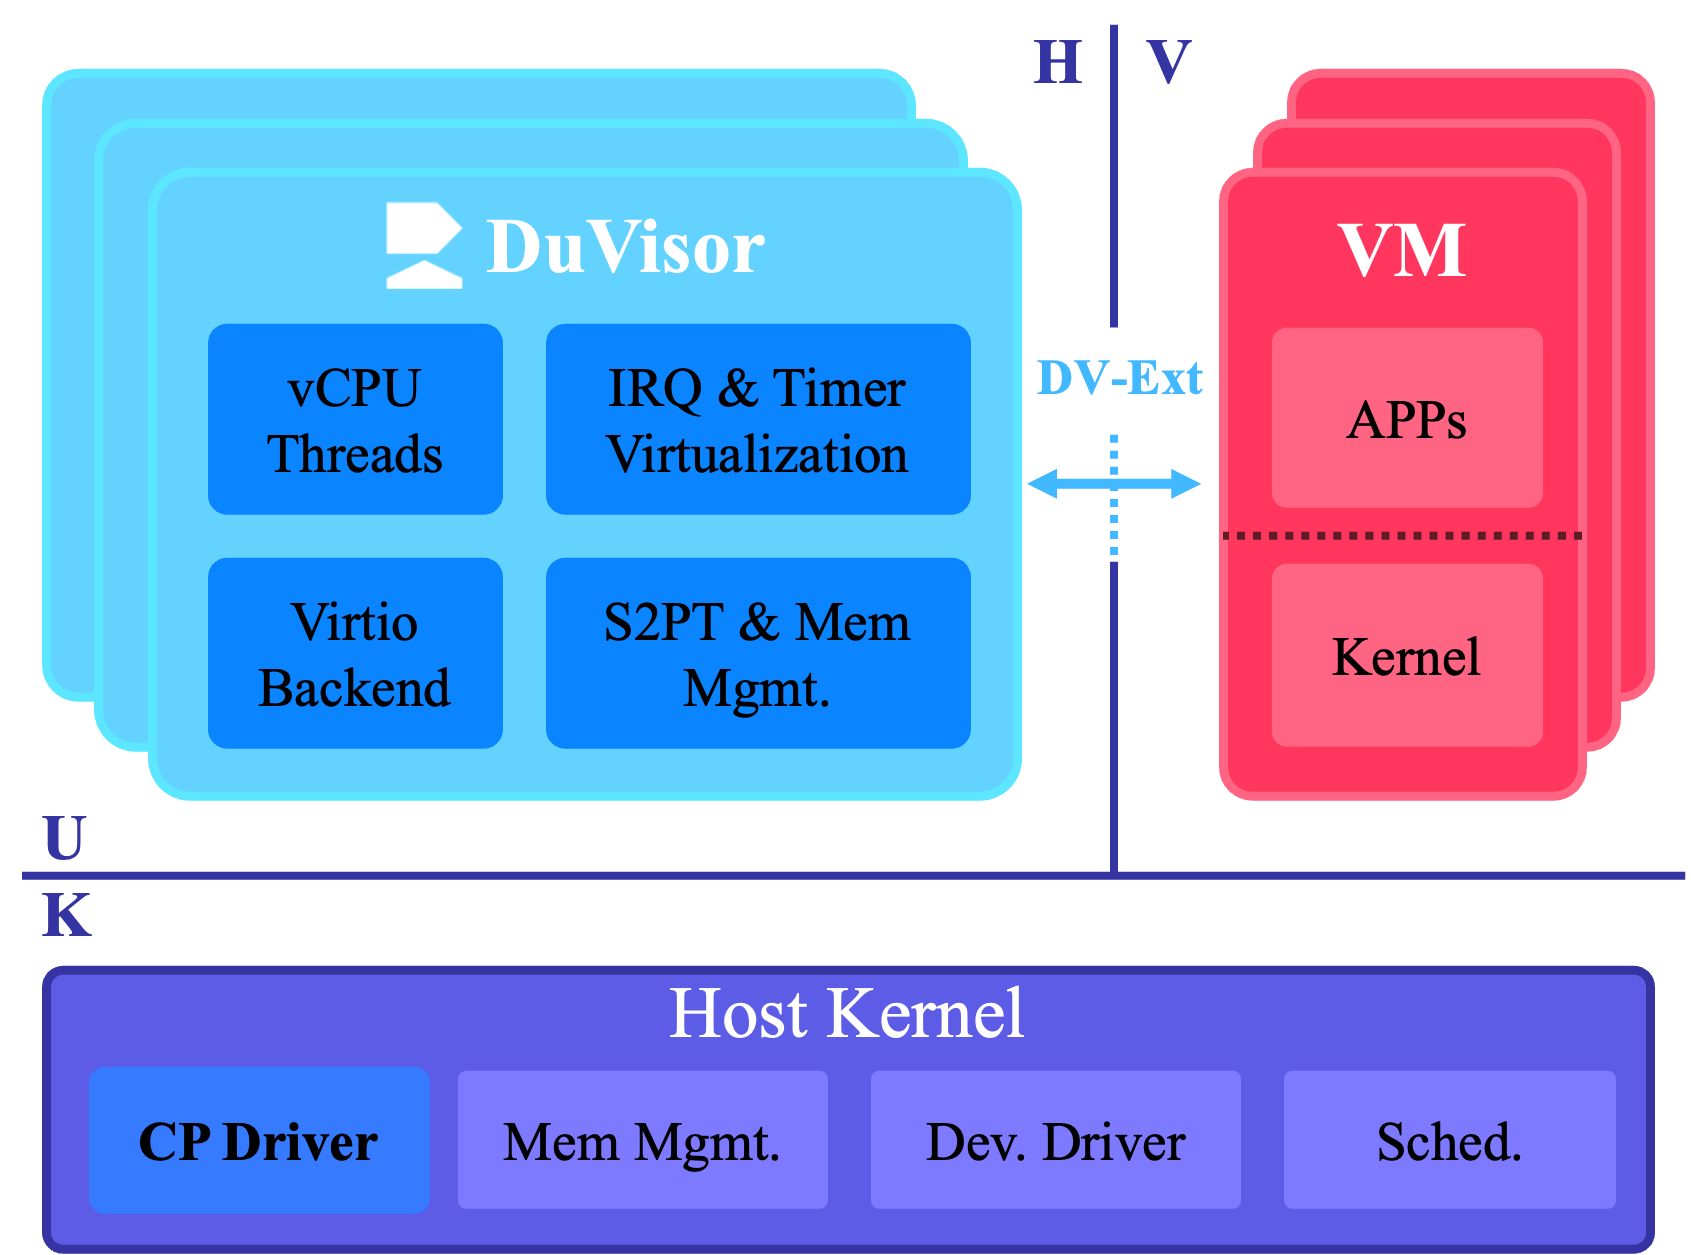 H
V
DuVisor
VM
vCPU
Threads
IRQ & Timer
Virtualization
DV-Ext
APPs
Virtio
Backend
S2PT & Mem
Mgmt.
Kernel
U
K
Host Kernel
CP Driver
Mem Mgmt.
Dev. Driver
Sched.